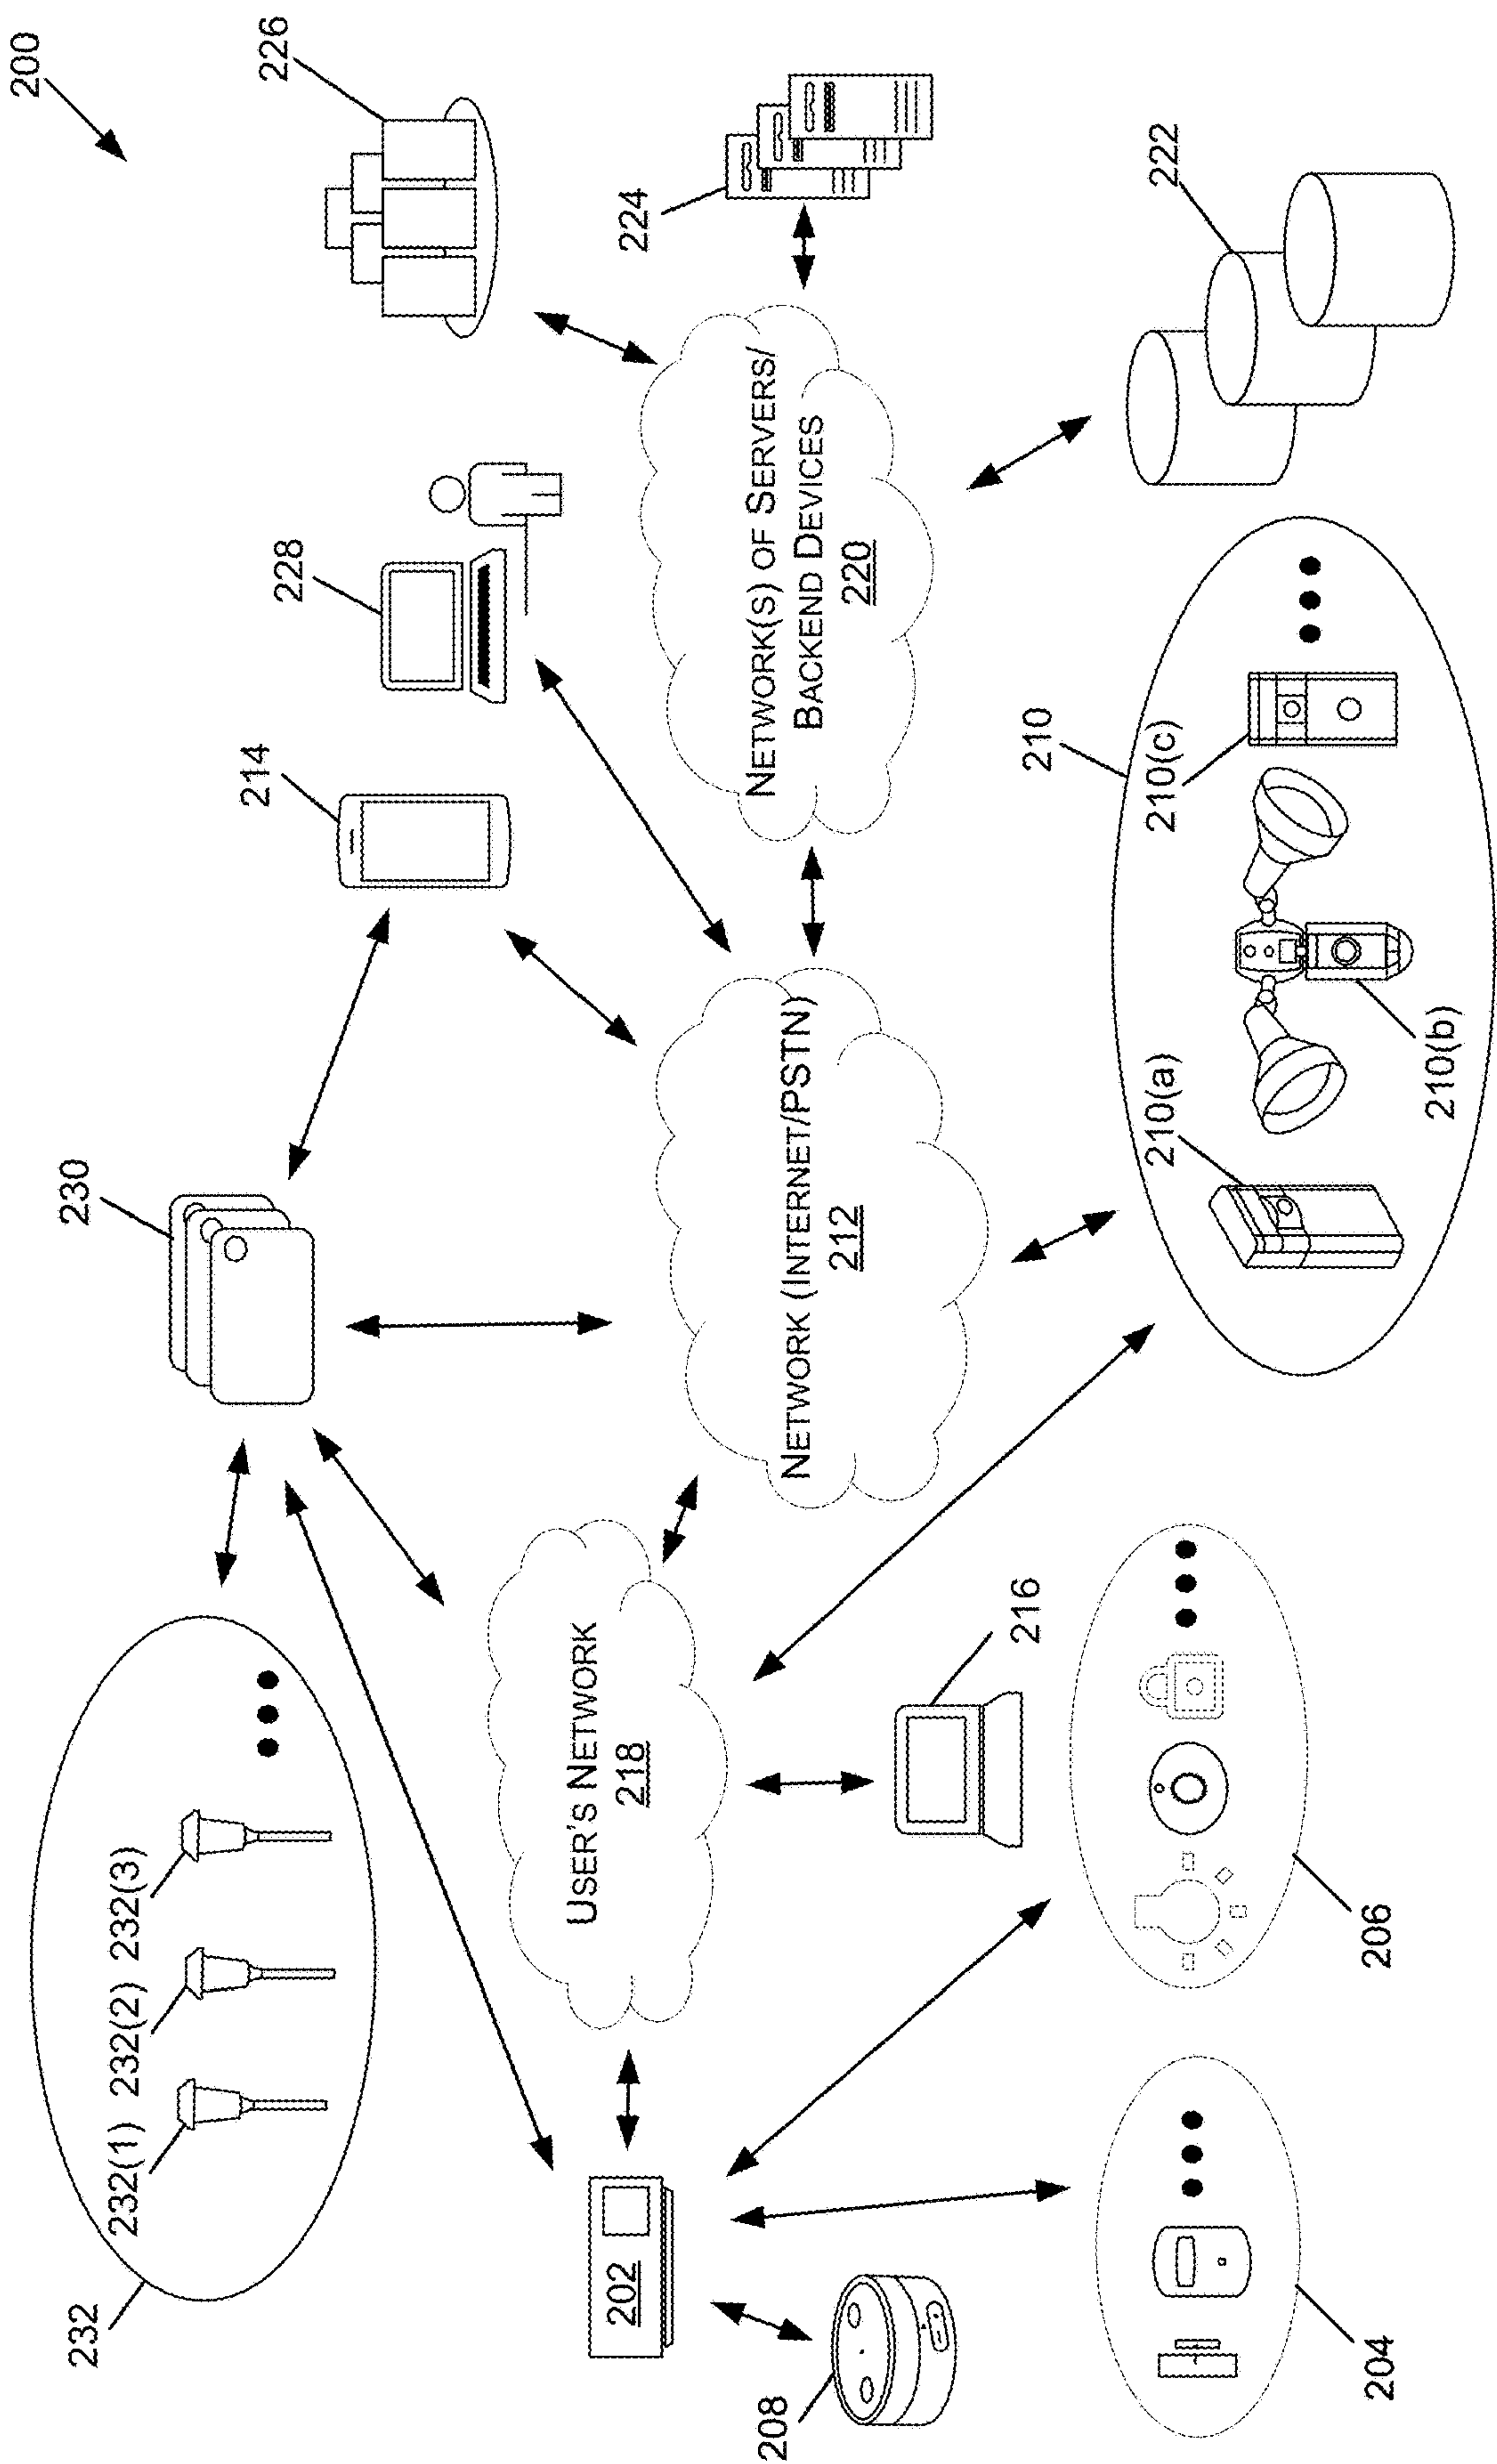 200
232
232(1)
232(2)
232(3)
230
214
228
226
224
222
USER'S NETWORK
218
NETWORK (INTERNET/PSTN)
212
NETWORK(S) OF SERVERS/
BACKEND DEVICES
220
202
208
216
204
206
210
210(a)
210(b)
210(c)